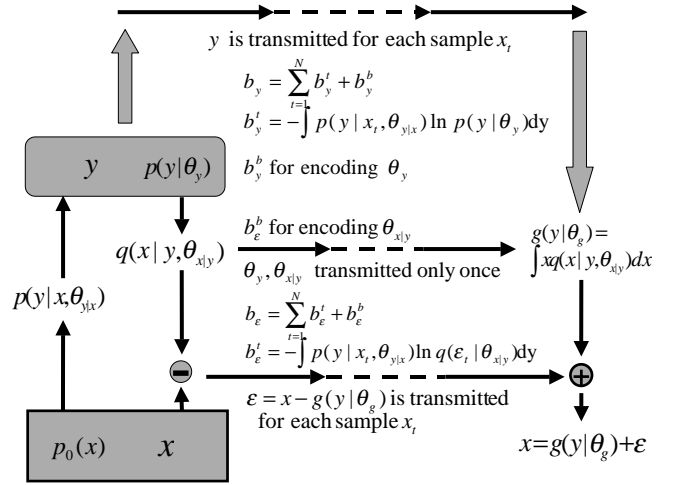 y is transmitted for each sample x_t
b_y = \sum_{t=1}^{N} b_y^t + b_y^b
b_y^t = -∫ p(y | x_t, θ_{y|x}) ln p(y | θ_y)dy
y p(y|θ_y)
b_y^b for encoding θ_y
b_ε^b for encoding θ_{x|y}
q(x | y, θ_{x|y})
g(y|θ_g) =
∫ xq(x | y, θ_{x|y})dx
θ_y, θ_{x|y} transmitted only once
p(y | x, θ_{y|x})
b_ε = \sum_{t=1}^{N} b_ε^t + b_ε^b
b_ε^t = -∫ p(y | x_t, θ_{y|x}) ln q(ε_t | θ_{x|y})dy
ε = x − g(y | θ_g) is transmitted
for each sample x_t
p_0(x) x
x=g(y|θ_g)+ε